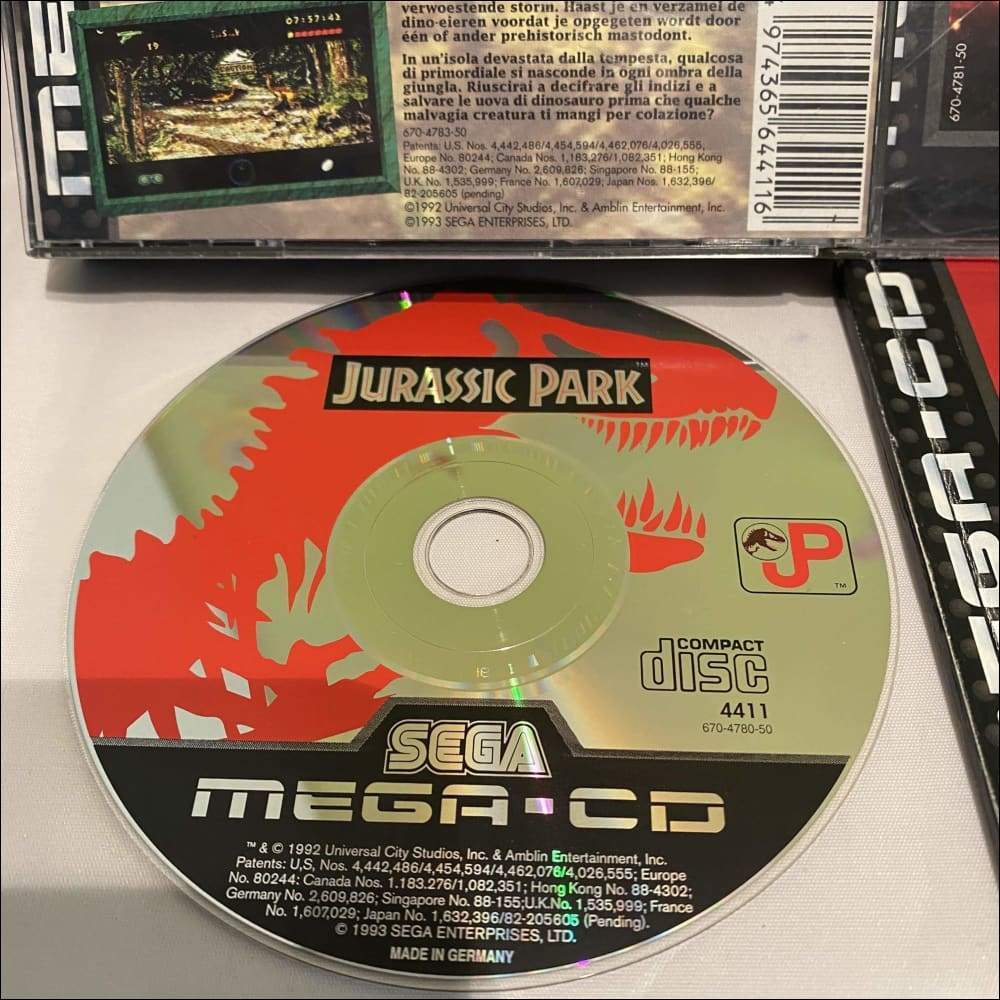 verwoestende storm. Haast je en verzamel de
dino-eieren voordat je opgegeten wordt door
één of ander prehistorisch mastodont.
In un'isola devastata dalla tempesta, qualcosa
di primordiale si nasconde in ogni ombra della
giungla. Riuscirai a decifrare gli indizi e a
salvare le uova di dinosauro prima che qualche
malvagia creatura ti mangi per colazione?
670-4783-50
Patents: U.S. Nos. 4,442,486/4,454,594/4,462,076/4,026,555,
Europe No. 80244; Canada Nos. 1,183,276/1,082,351; Hong Kong
No. 88-4302; Germany No. 2,609,826; Singapore No. 88-155;
U.K. No. 1,535,999; France No. 1,607,029; Japan Nos. 1,632,396/
82-205605 (pending)
©1992 Universal City Studios, Inc. & Amblin Entertainment, Inc.
©1993 SEGA ENTERPRISES, LTD.
07:57:42
19
974365 644116
670-4781-50
JURASSIC PARK™
JP
™
COMPACT
disc
4411
670-4780-50
SEGA
MEGA-CD
™ & © 1992 Universal City Studios, Inc. & Amblin Entertainment, Inc.
Patents: U,S, Nos. 4,442,486/4,454,594/4,462,076/4,026,555; Europe
No. 80244: Canada Nos. 1.183.276/1,082,351; Hong Kong No. 88-4302;
Germany No. 2,609,826; Singapore No. 88-155;U.K.No. 1,535,999; France
No. 1,607,029; Japan No. 1,632,396/82-205605 (Pending).
© 1993 SEGA ENTERPRISES, LTD.
MADE IN GERMANY